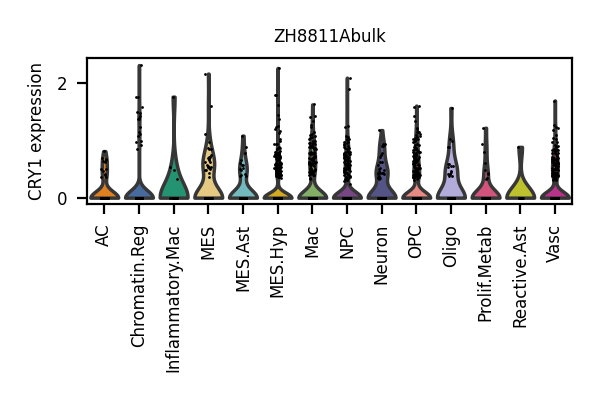 ZH8811Abulk
CRY1 expression
2
0
AC
Chromatin.Reg
Inflammatory.Mac
MES
MES.Ast
MES.Hyp
Mac
NPC
Neuron
OPC
Oligo
Prolif.Metab
Reactive.Ast
Vasc